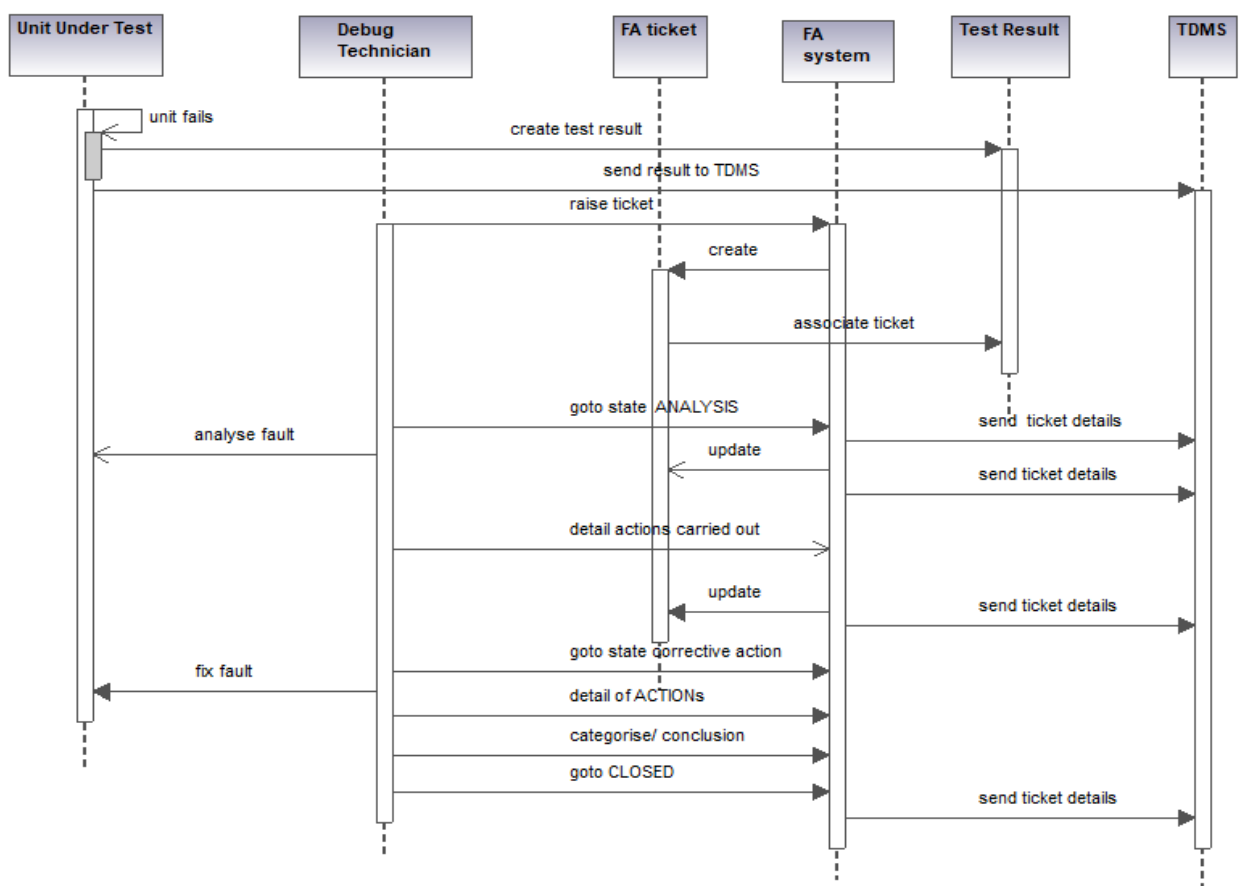 Unit Under Test
Debug
Technician
FA ticket
FA
system
Test Result
TDMS
unit fails
create test result
send result to TDMS
raise ticket
create
associate ticket
goto state ANALYSIS
send ticket details
analyse fault
update
send ticket details
detail actions carried out
update
send ticket details
goto state corrective action
fix fault
detail of ACTIONs
categorise/ conclusion
goto CLOSED
send ticket details